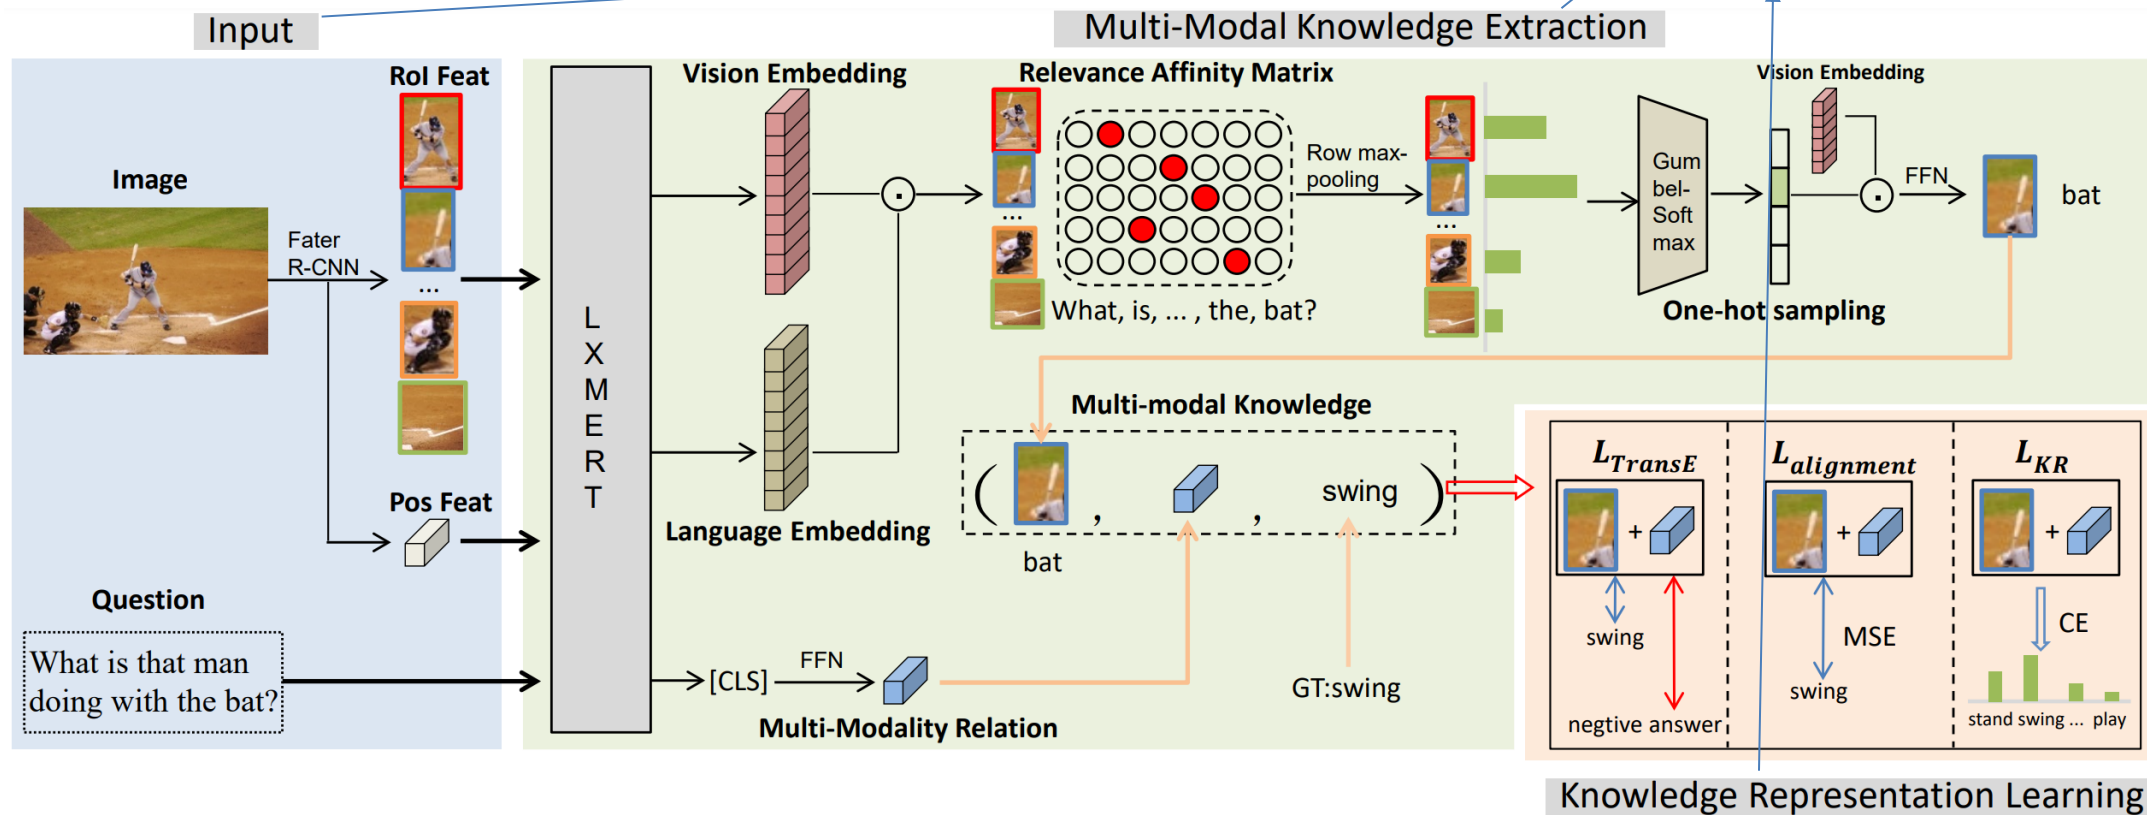 Input
Multi-Modal Knowledge Extraction
RoI Feat
Image
Fater
R-CNN
...
Pos Feat
Question
What is that man
doing with the bat?
L
X
M
E
R
T
Vision Embedding
Language Embedding
[CLS]
FFN
Multi-Modality Relation
Relevance Affinity Matrix
...
What, is, ... , the, bat?
Row max-
pooling
...
Gum
bel-
Soft
max
One-hot sampling
Vision Embedding
FFN
bat
Multi-modal Knowledge
( , , swing )
bat
GT:swing
L_TransE
+
swing
negtive answer
L_alignment
+
MSE
swing
L_KR
+
CE
stand swing ... play
Knowledge Representation Learning